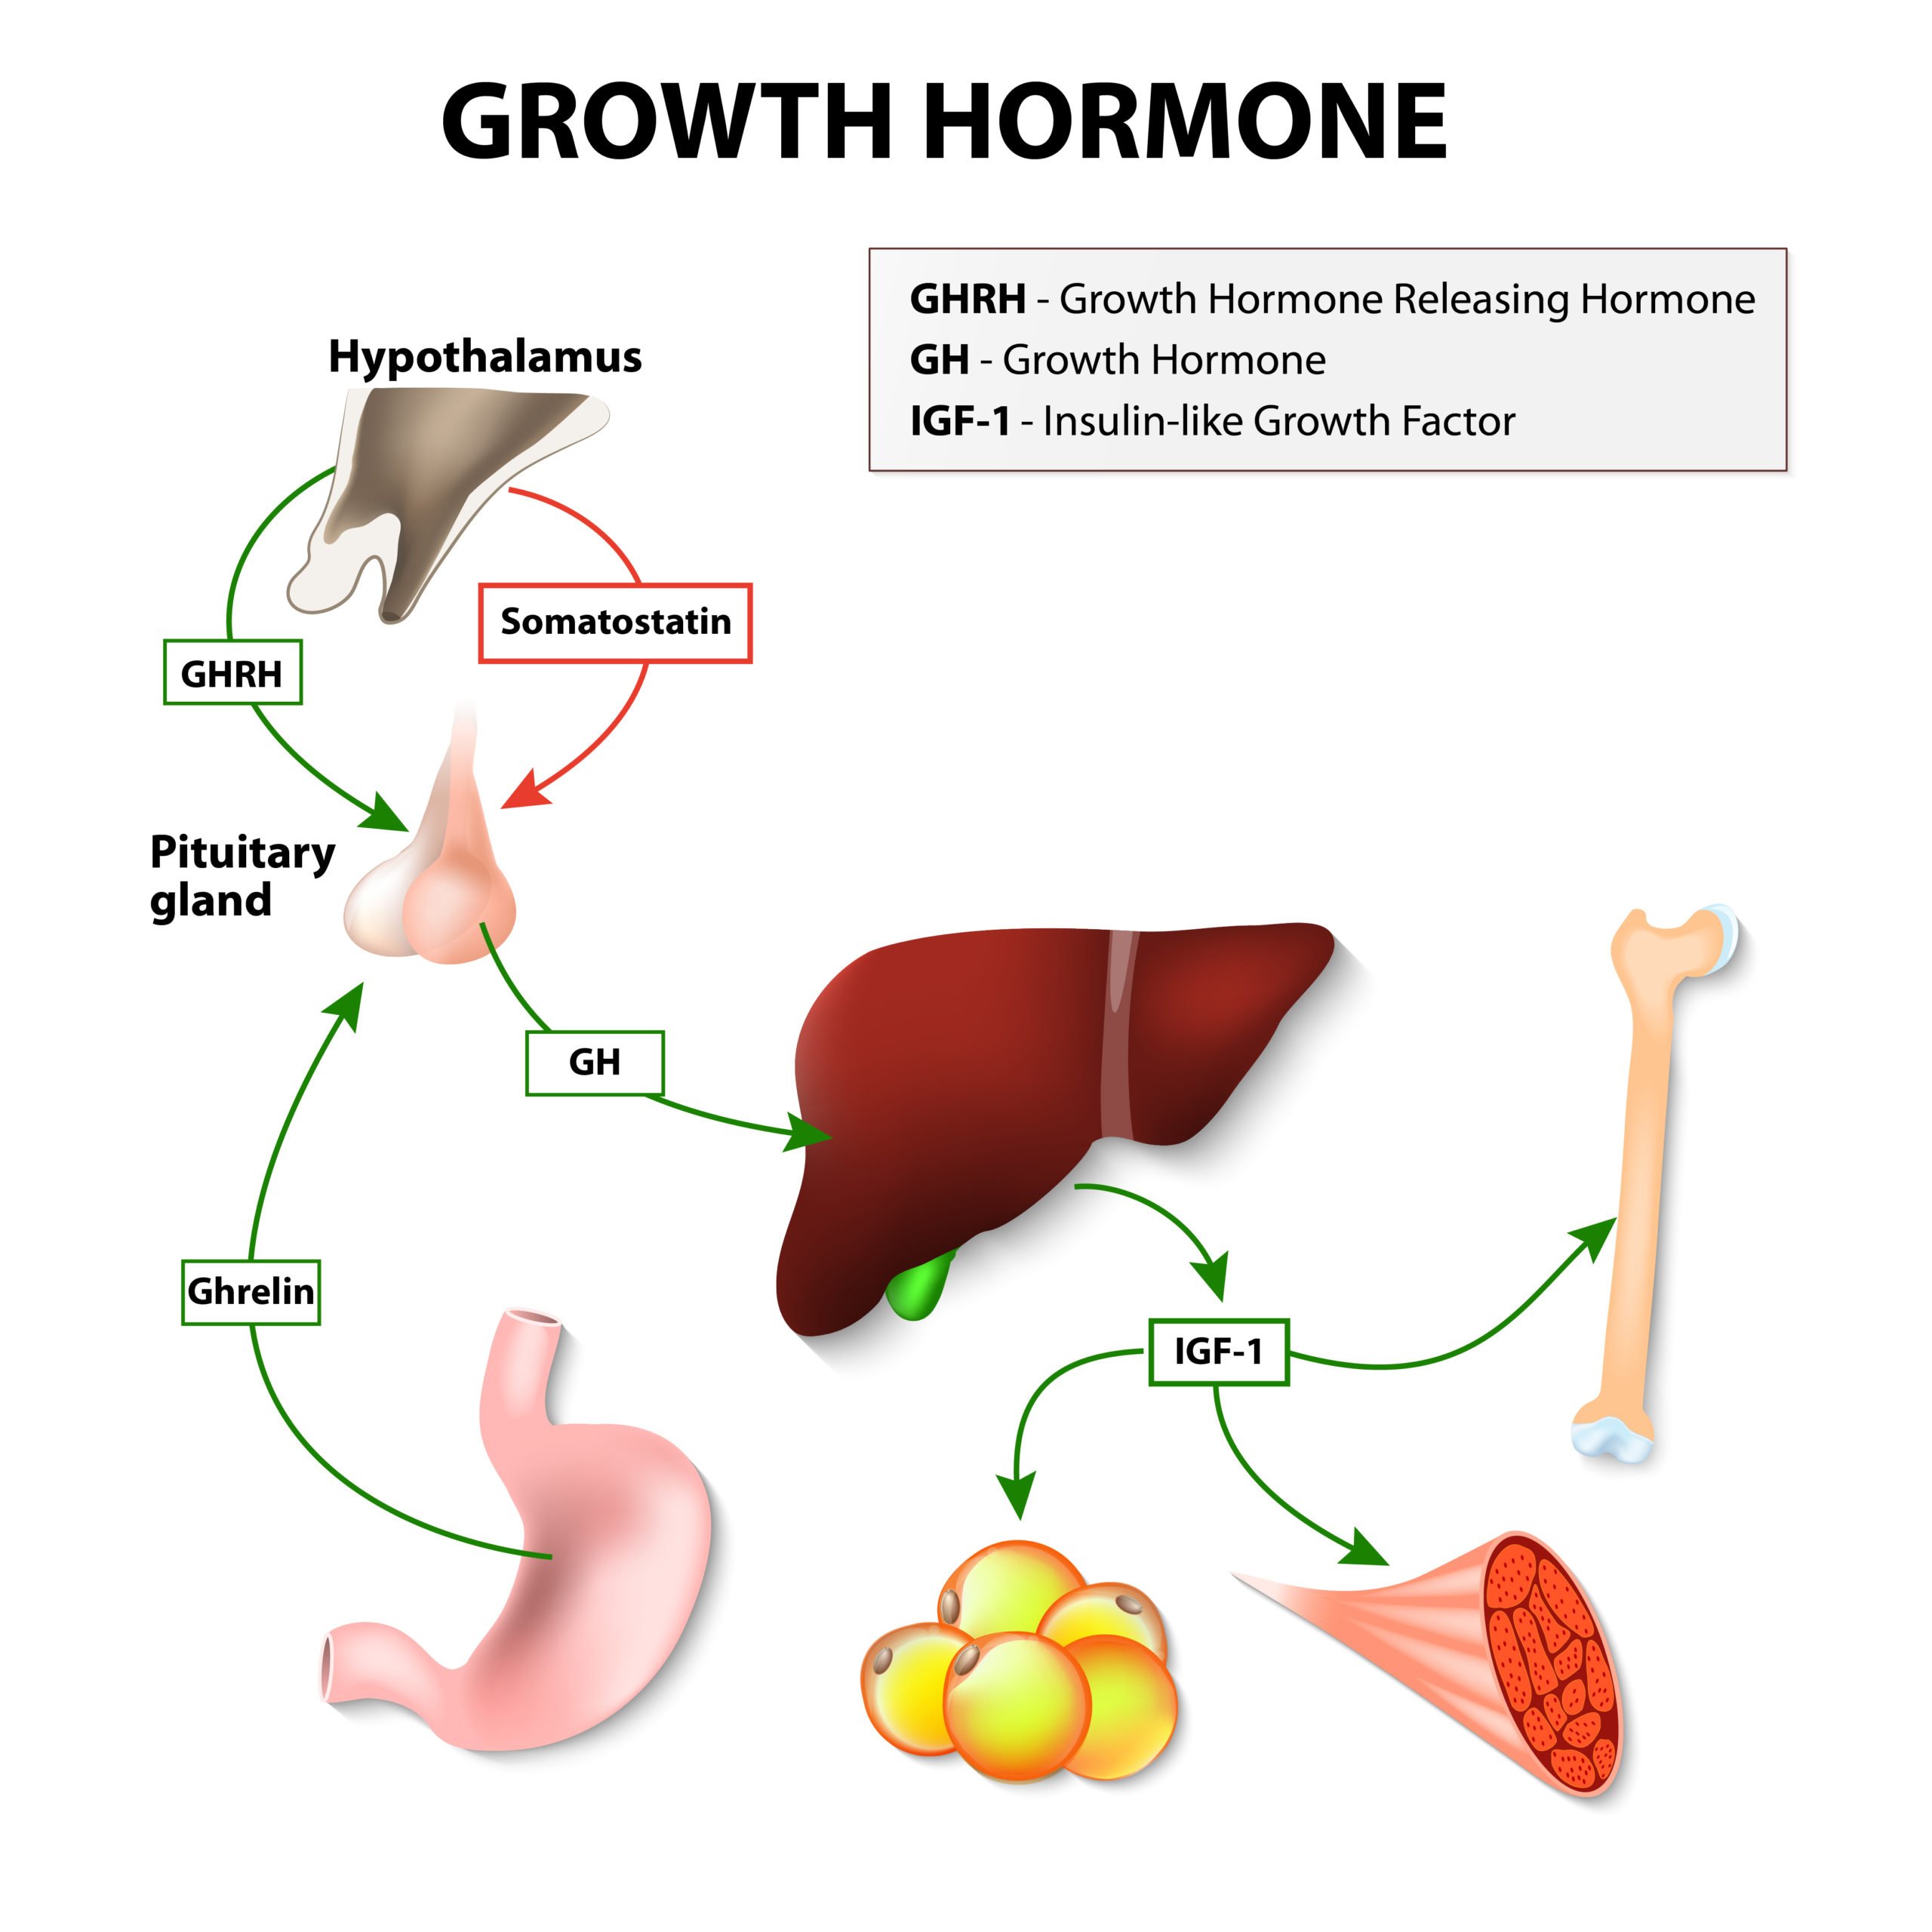 GROWTH HORMONE
GHRH - Growth Hormone Releasing Hormone
GH - Growth Hormone
IGF-1 - Insulin-like Growth Factor
Hypothalamus
Somatostatin
GHRH
Pituitary
gland
GH
Ghrelin
IGF-1